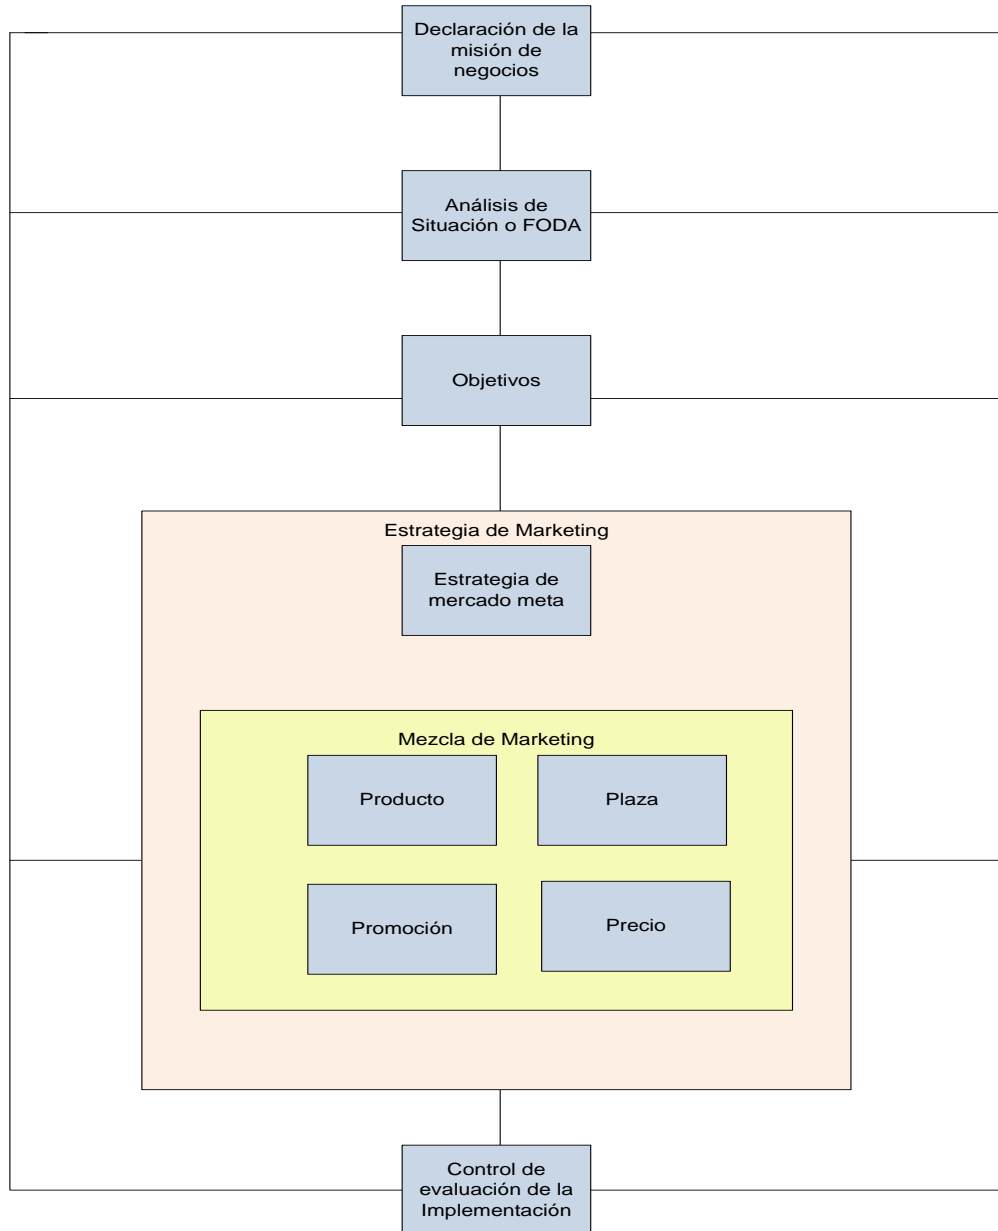 Declaración de la
misión de
negocios
Análisis de
Situación o FODA
Objetivos
Estrategia de Marketing
Estrategia de
mercado meta
Mezcla de Marketing
Producto
Plaza
Promoción
Precio
Control de
evaluación de la
Implementación